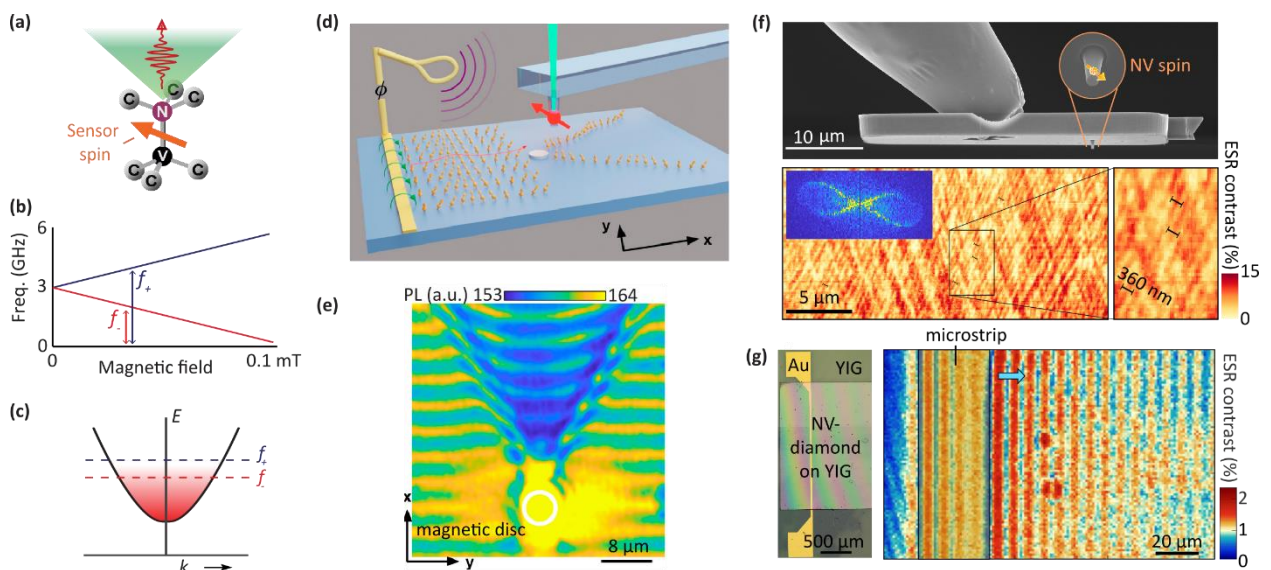 (a)
C
C
C
C
N
Sensor
spin
V
C
C
C
(b)
6
3
0
Freq. (GHz)
f+
f-
0
0.1 mT
Magnetic field
(c)
E
f+
f-
k
(d)
ϕ
y
x
(e)
PL (a.u.) 153
164
x
magnetic disc
y
8 μm
(f)
NV spin
10 μm
5 μm
360 nm
ESR contrast (%)
15
0
microstrip
(g)
Au
YIG
NV-
diamond
on YIG
500 μm
20 μm
ESR contrast (%)
2
1
0